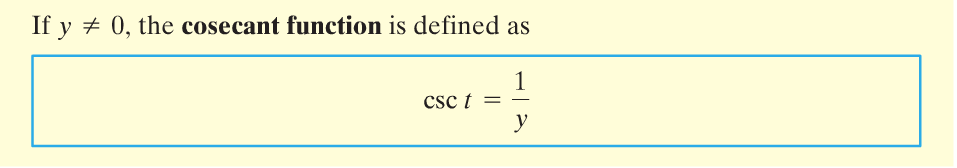 If y ≠ 0, the cosecant function is defined as
csc t = 1/y